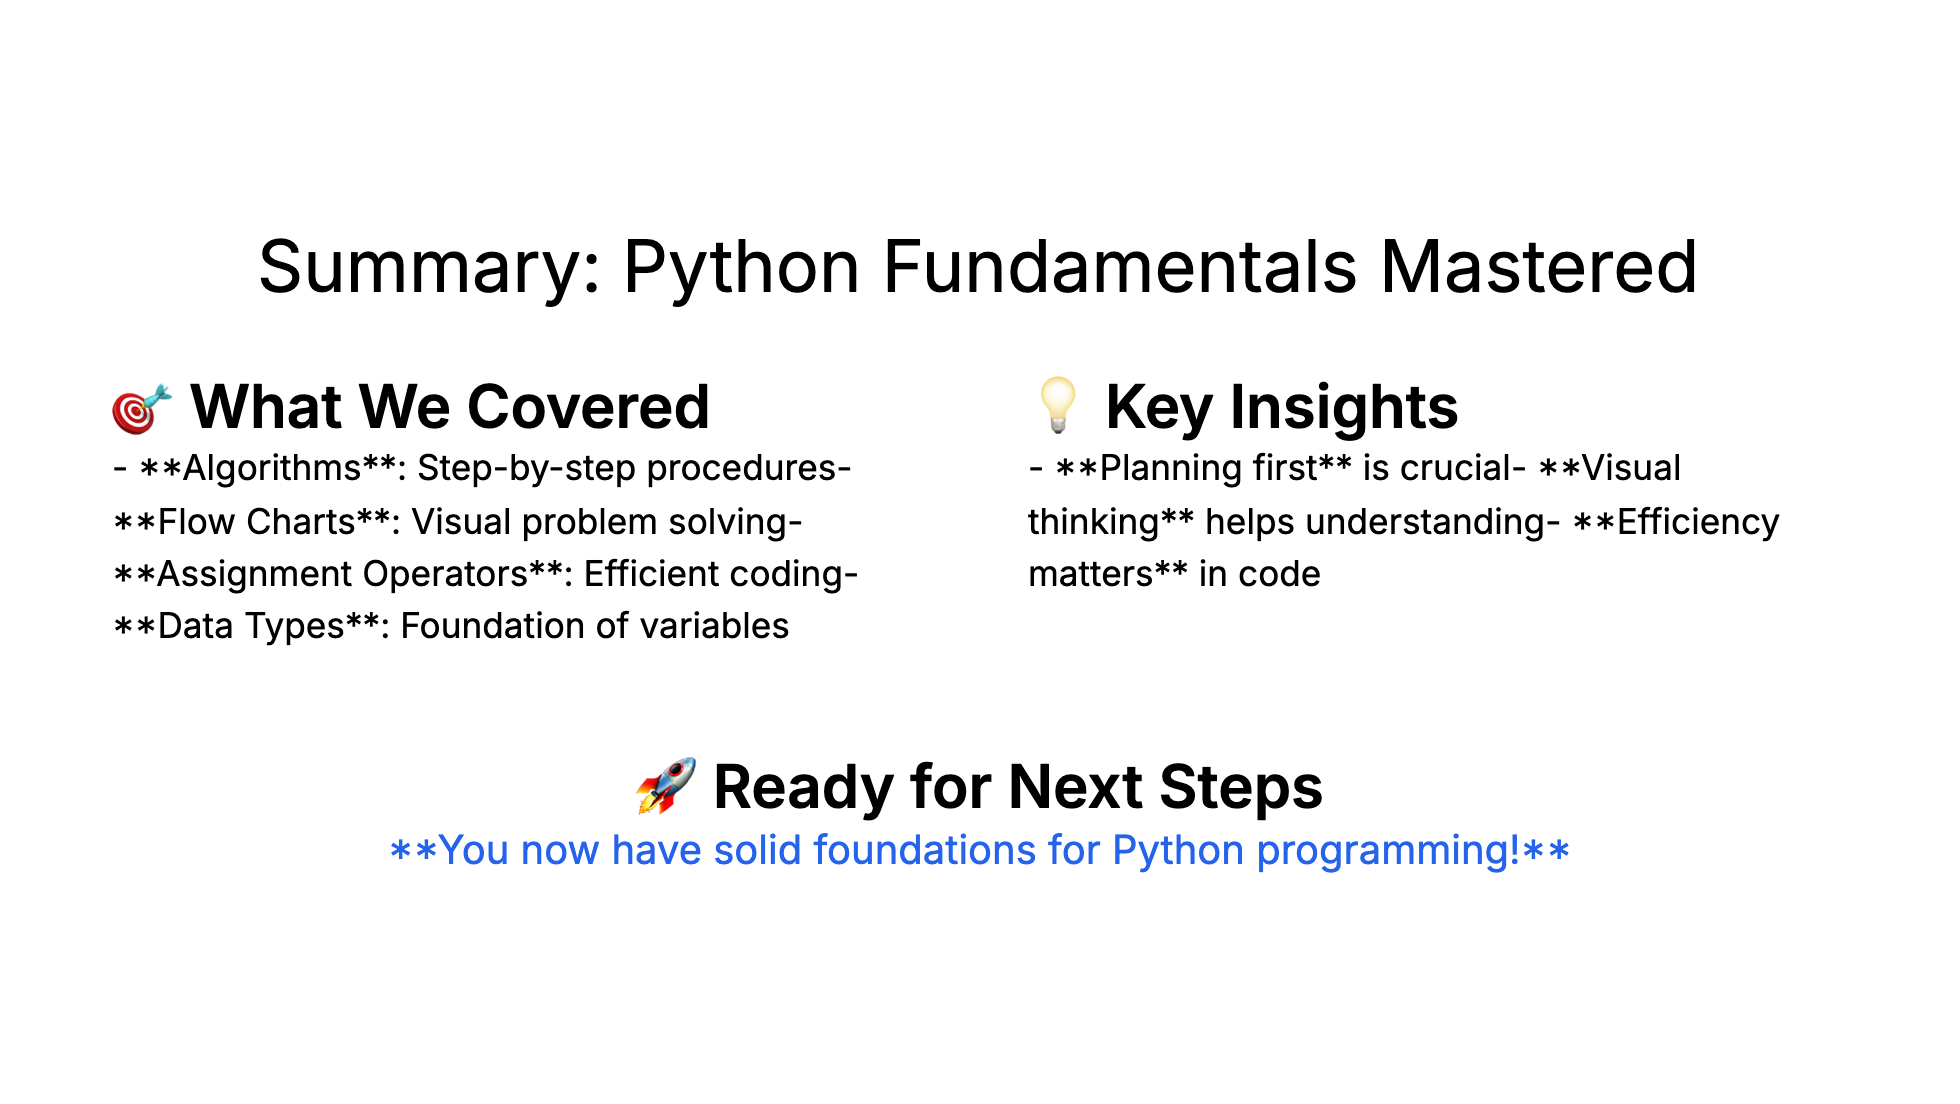 Summary: Python Fundamentals Mastered
🎯 What We Covered
- **Algorithms**: Step-by-step procedures-
**Flow Charts**: Visual problem solving-
**Assignment Operators**: Efficient coding-
**Data Types**: Foundation of variables
💡 Key Insights
- **Planning first** is crucial- **Visual
thinking** helps understanding- **Efficiency
matters** in code
🚀 Ready for Next Steps
**You now have solid foundations for Python programming!**